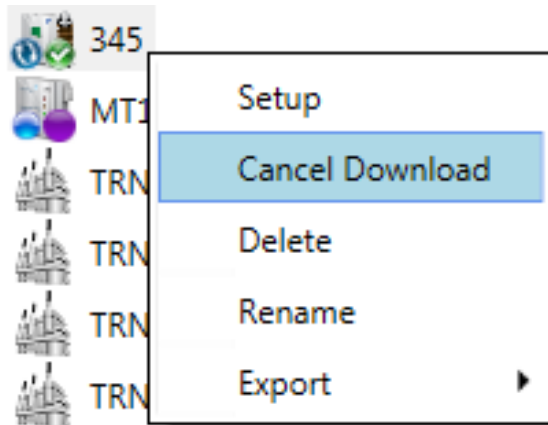 345
MT1
Setup
TRN
Cancel Download
TRN
Delete
TRN
Rename
TRN
Export